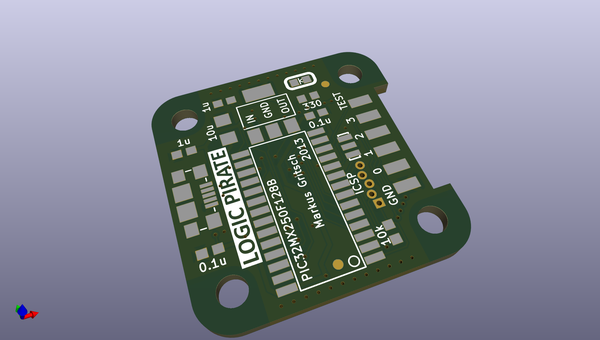 1u
10u
1u
IN
GND
OUT
K
330
0.1u
TEST
3
2
1
0
GND
[ICSP]
LOGIC PIRATE
PIC32MX250F128B
Markus Gritsch
2013
0.1u
10k